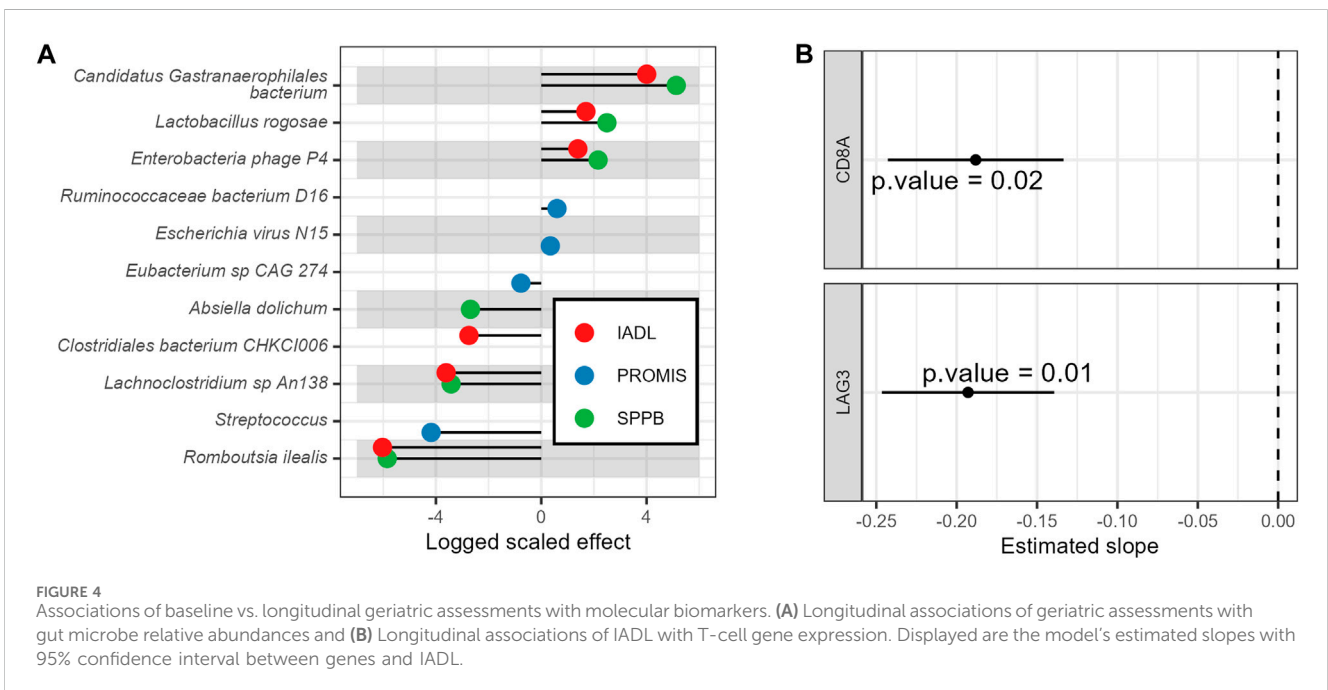 A
Candidatus Gastranaerophilales
bacterium
Lactobacillus rogosae
Enterobacteria phage P4
Ruminococcaceae bacterium D16
Escherichia virus N15
Eubacterium sp CAG 274
Absiella dolichum
Clostridiales bacterium CHKCI006
Lachnoclostridium sp An138
Streptococcus
Romboutsia ilealis
IADL
PROMIS
SPPB
-4 0 4
Logged scaled effect
B
CD8A
p.value = 0.02
LAG3
p.value = 0.01
-0.25 -0.20 -0.15 -0.10 -0.05 0.00
Estimated slope
FIGURE 4
Associations of baseline vs. longitudinal geriatric assessments with molecular biomarkers. (A) Longitudinal associations of geriatric assessments with
gut microbe relative abundances and (B) Longitudinal associations of IADL with T-cell gene expression. Displayed are the model's estimated slopes with
95% confidence interval between genes and IADL.